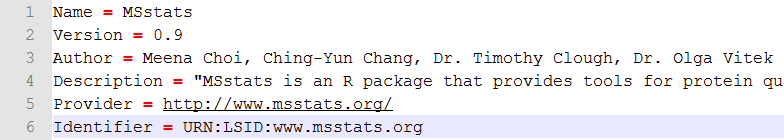 1 Name = MSstats
2 Version = 0.9
3 Author = Meena Choi, Ching-Yun Chang, Dr. Timothy Clough, Dr. Olga Vitek
4 Description = "MSstats is an R package that provides tools for protein qu
5 Provider = http://www.msstats.org/
6 Identifier = URN:LSID:www.msstats.org